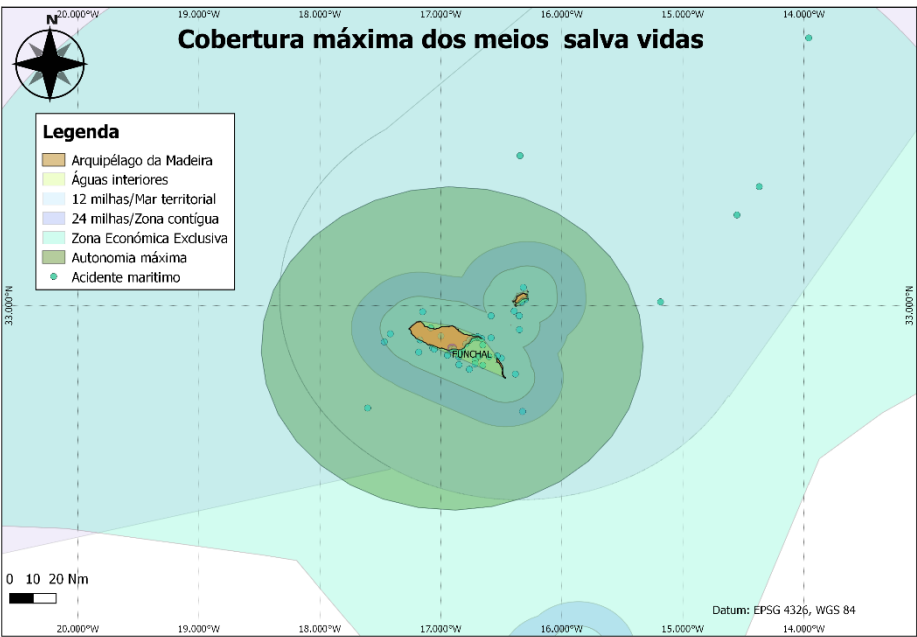 20.000°W 19.000°W 18.000°W 17.000°W 16.000°W 15.000°W 14.000°W
N
Cobertura máxima dos meios salva vidas
Legenda
Arquipélago da Madeira
Águas interiores
12 milhas/Mar territorial
24 milhas/Zona contígua
Zona Económica Exclusiva
Autonomia máxima
Acidente maritimo
33.000°N 33.000°N
FUNCHAL
0 10 20 Nm
Datum: EPSG 4326, WGS 84
20.000°W 19.000°W 18.000°W 17.000°W 16.000°W 15.000°W 14.000°W